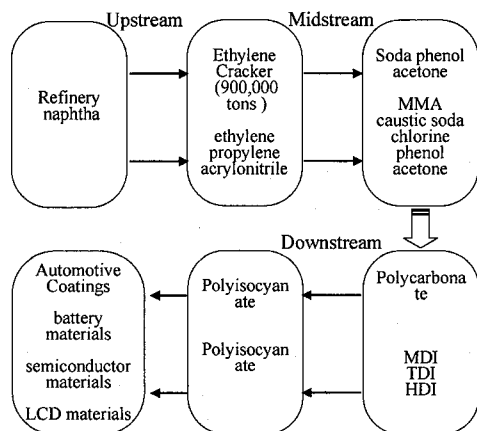 Upstream
Midstream
Refinery
naphtha
Ethylene
Cracker
(900,000
tons )
ethylene
propylene
acrylonitrile
Soda phenol
acetone
MMA
caustic soda
chlorine
phenol
acetone
Downstream
Automotive
Coatings
battery
materials
semiconductor
materials
LCD materials
Polyisocyan
ate
Polyisocyan
ate
Polycarbona
te
MDI
TDI
HDI